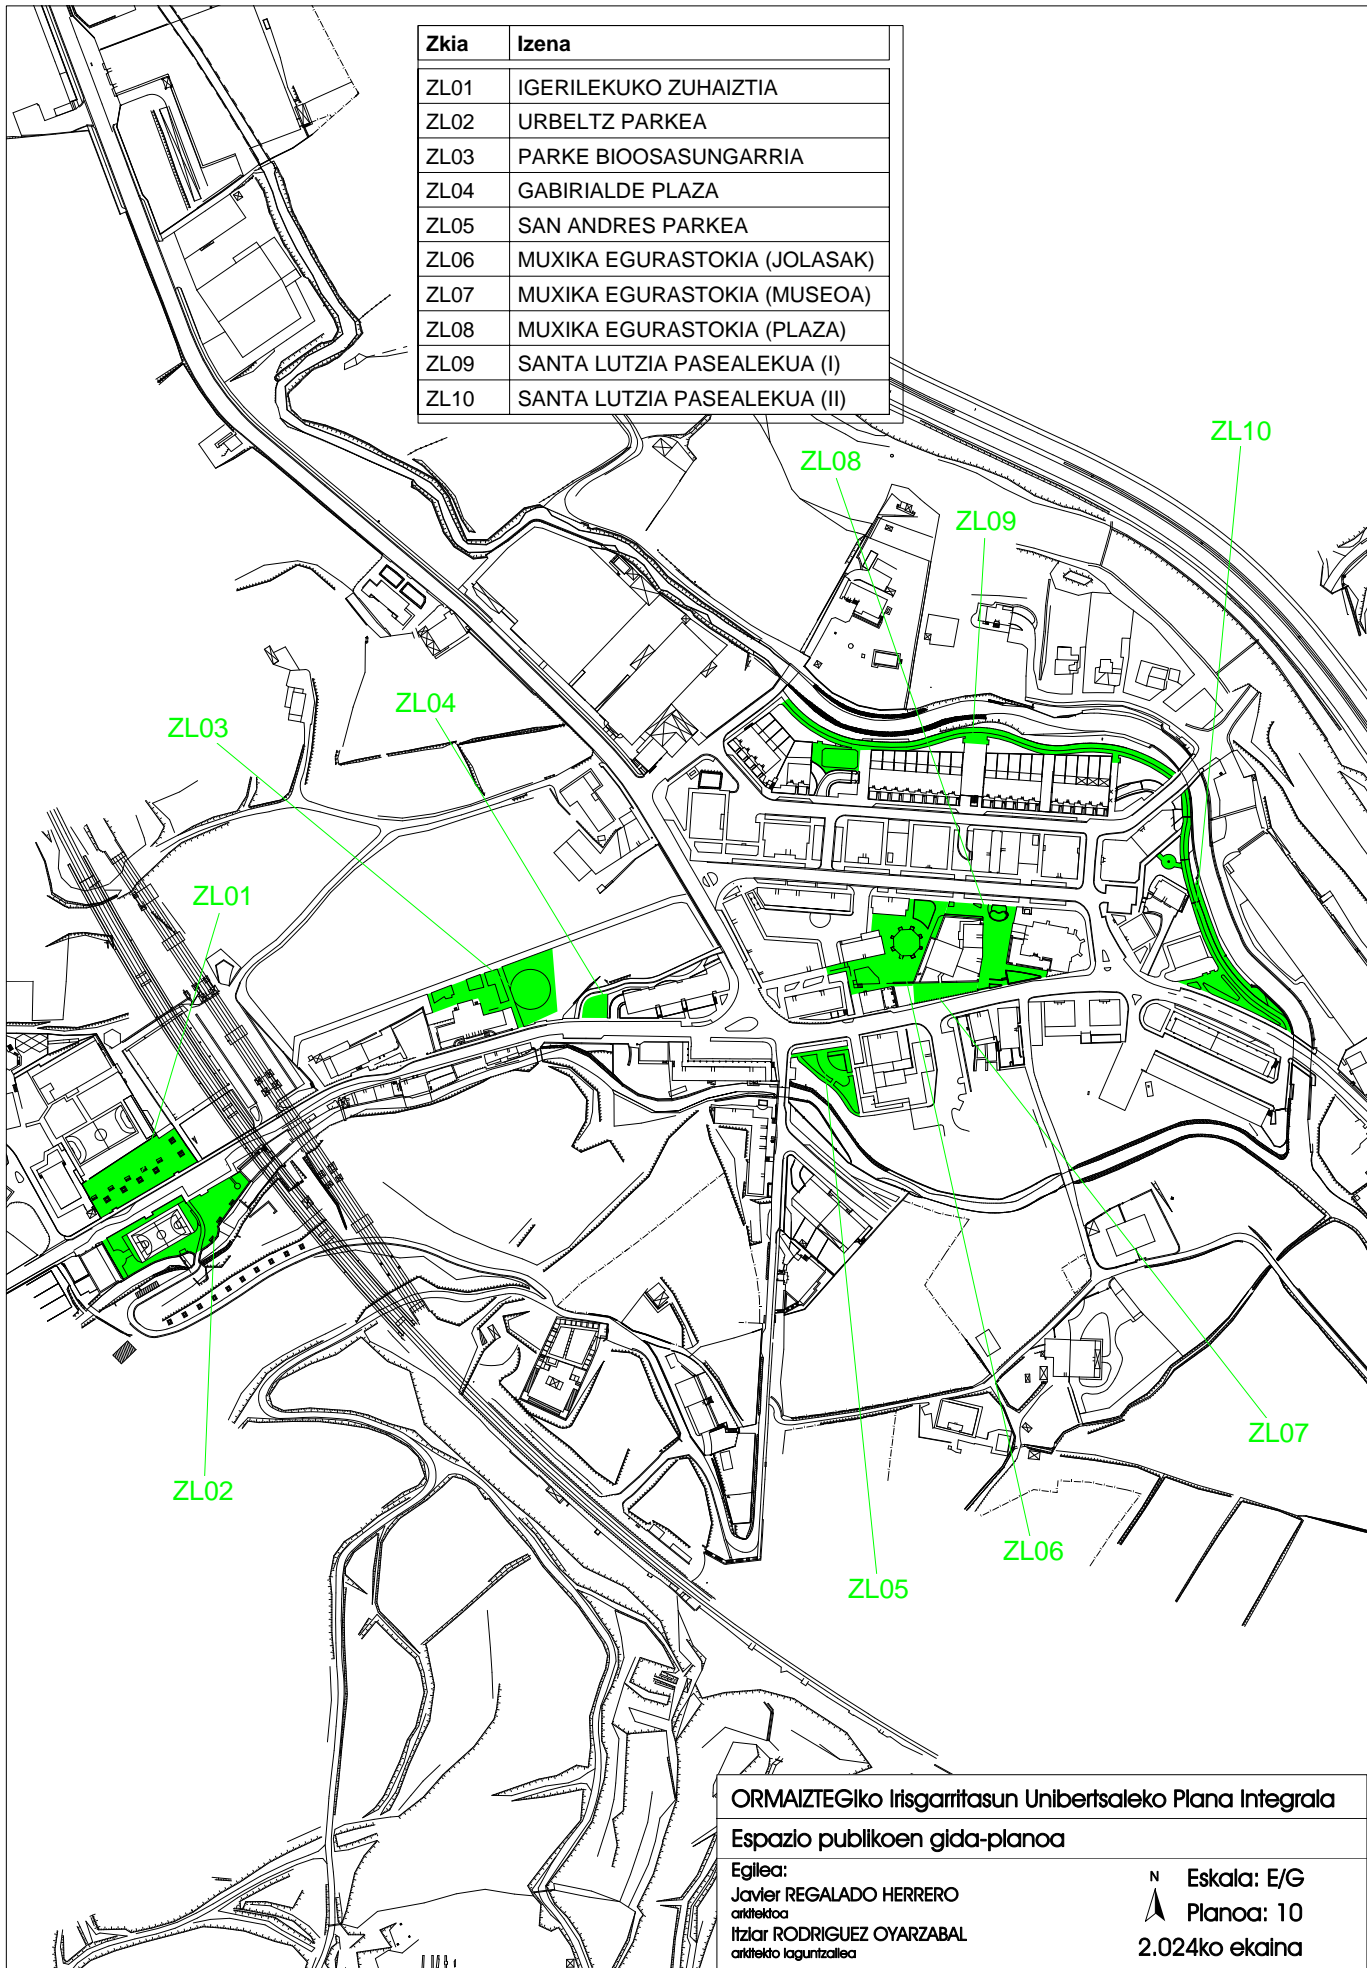 Zkia Izena
ZL01 IGERILEKUKO ZUHAIZTIA
ZL02 URBELTZ PARKEA
ZL03 PARKE BIOOSASUNGARRIA
ZL04 GABIRIALDE PLAZA
ZL05 SAN ANDRES PARKEA
ZL06 MUXIKA EGURASTOKIA (JOLASAK)
ZL07 MUXIKA EGURASTOKIA (MUSEOA)
ZL08 MUXIKA EGURASTOKIA (PLAZA)
ZL09 SANTA LUTZIA PASEALEKUA (I)
ZL10 SANTA LUTZIA PASEALEKUA (II)
ZL10
ZL08
ZL09
ZL04
ZL03
ZL01
ZL07
ZL02
ZL06
ZL05
ORMAIZTEGIko Irisgarritasun Unibertsaleko Plana Integrala
Espazio publikoen gida-planoa
Egilea:
Javier REGALADO HERRERO
arkitektoa
Itziar RODRIGUEZ OYARZABAL
arkitekto laguntzailea
N
Eskala: E/G
Planoa: 10
2.024ko ekaina